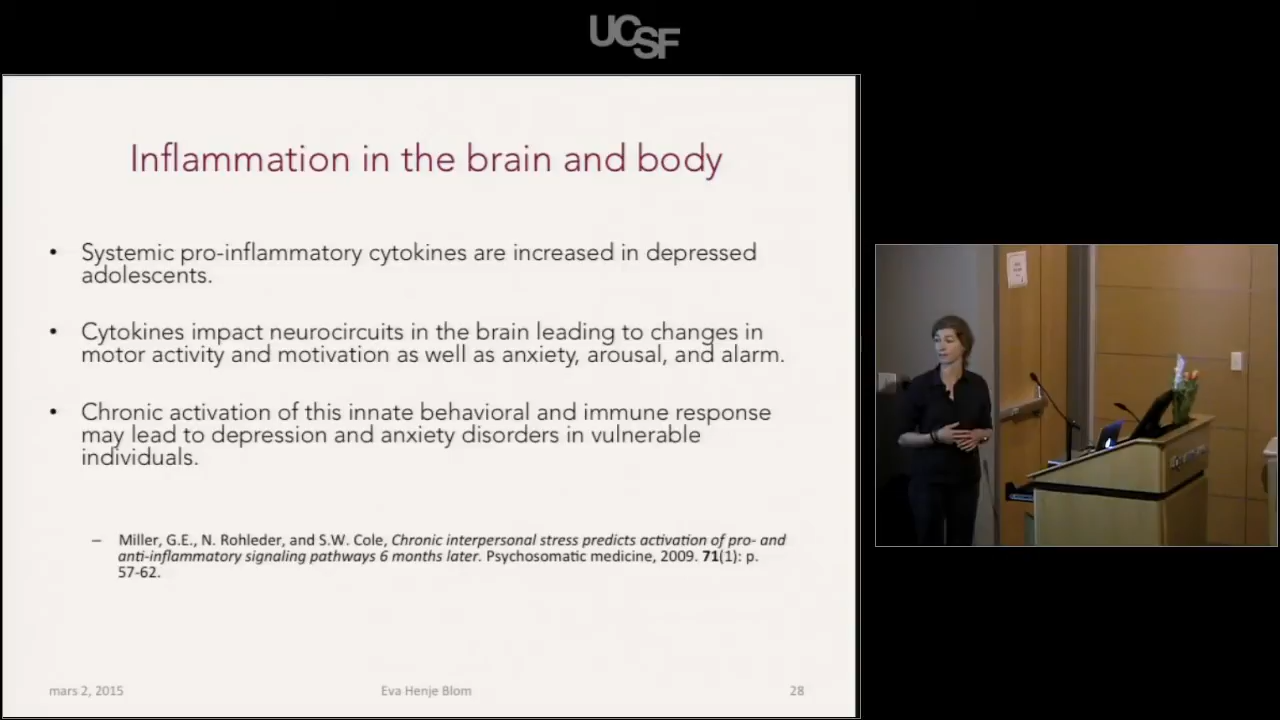 UCSF
Inflammation in the brain and body
• Systemic pro-inflammatory cytokines are increased in depressed
adolescents.
• Cytokines impact neurocircuits in the brain leading to changes in
motor activity and motivation as well as anxiety, arousal, and alarm.
• Chronic activation of this innate behavioral and immune response
may lead to depression and anxiety disorders in vulnerable
individuals.
– Miller, G.E., N. Rohleder, and S.W. Cole, Chronic interpersonal stress predicts activation of pro- and
anti-inflammatory signaling pathways 6 months later. Psychosomatic medicine, 2009. 71(1): p.
57-62.
mars 2, 2015
Eva Henje Blom
28